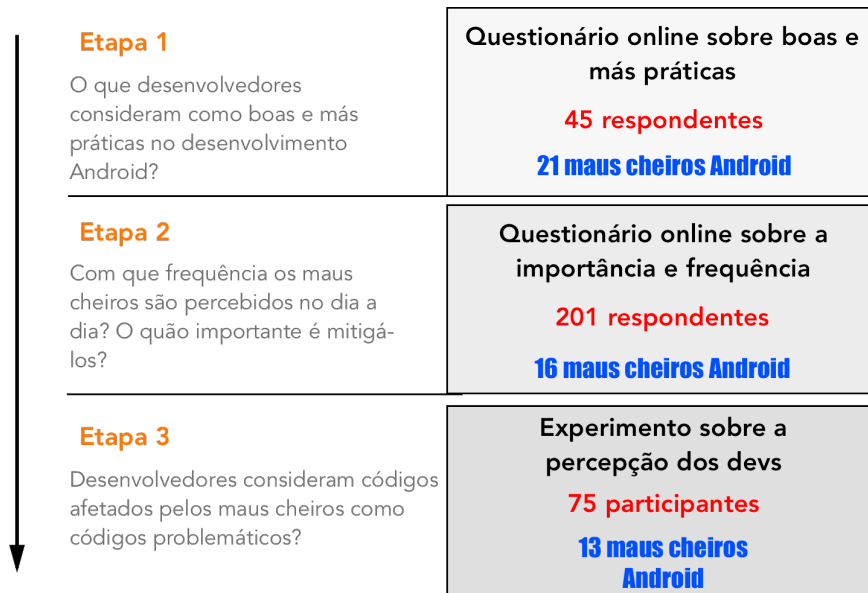 Etapa 1
O que desenvolvedores
consideram como boas e más
práticas no desenvolvimento
Android?
Questionário online sobre boas e
más práticas
45 respondentes
21 maus cheiros Android
Etapa 2
Com que frequência os maus
cheiros são percebidos no dia a
dia? O quão importante é mitigá-
los?
Questionário online sobre a
importância e frequência
201 respondentes
16 maus cheiros Android
Etapa 3
Desenvolvedores consideram códigos
afetados pelos maus cheiros como
códigos problemáticos?
Experimento sobre a
percepção dos devs
75 participantes
13 maus cheiros
Android